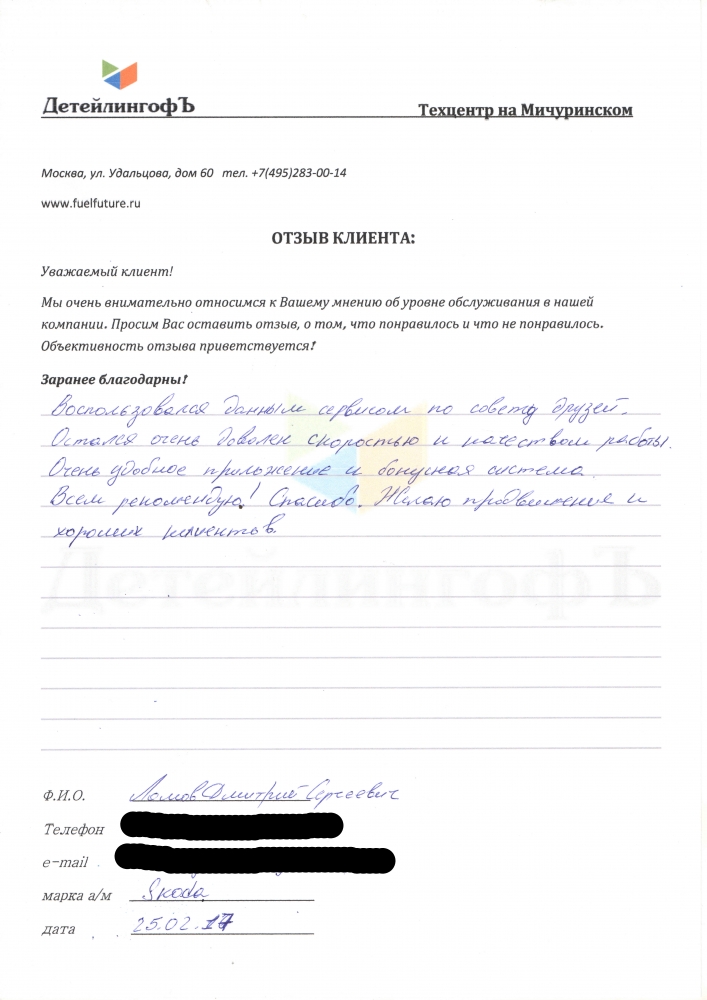 ДетейлингофЪ Техцентр на Мичуринском
Москва, ул. Удальцова, дом 60 тел. +7(495)283-00-14
www.fuelfuture.ru
ОТЗЫВ КЛИЕНТА:
Уважаемый клиент!
Мы очень внимательно относимся к Вашему мнению об уровне обслуживания в нашей
компании. Просим Вас оставить отзыв, о том, что понравилось и что не понравилось.
Объективность отзыва приветствуется!
Заранее благодарны!
Воспользовался данным сервисом по совету друзей.
Остался очень доволен скоростью и качеством работы.
Очень удобное приложение и бонусная система.
Всем рекомендую! Спасибо. Желаю продвижения и
хороших клиентов.
ДетейлингофЪ
Ф.И.О. Ломов Дмитрий Сергеевич
Телефон
e-mail
марка а/м Skoda
дата 25.02.17